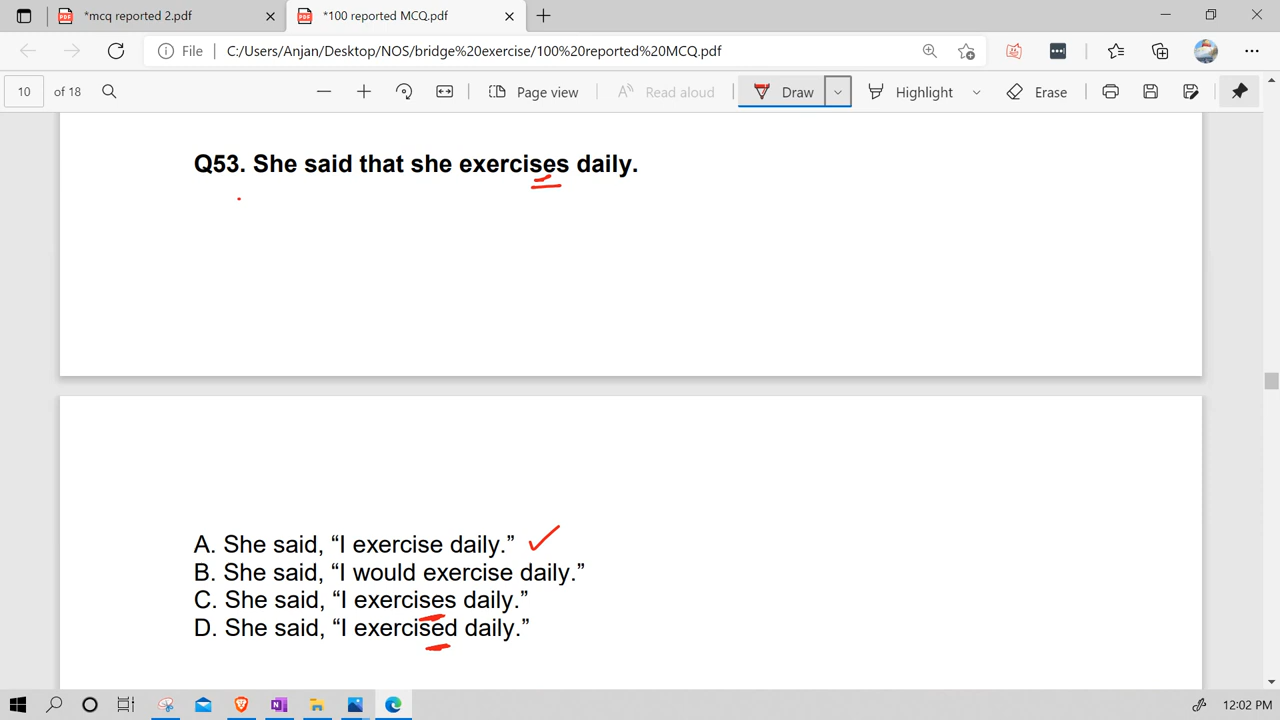 *mcq reported 2.pdf
*100 reported MCQ.pdf
File C:/Users/Anjan/Desktop/NOS/bridge%20exercise/100%20reported%20MCQ.pdf
10 of 18 Page view Read aloud Draw Highlight Erase
Q53. She said that she exercises daily.
A. She said, “I exercise daily.”
B. She said, “I would exercise daily.”
C. She said, “I exercises daily.”
D. She said, “I exercised daily.”
12:02 PM